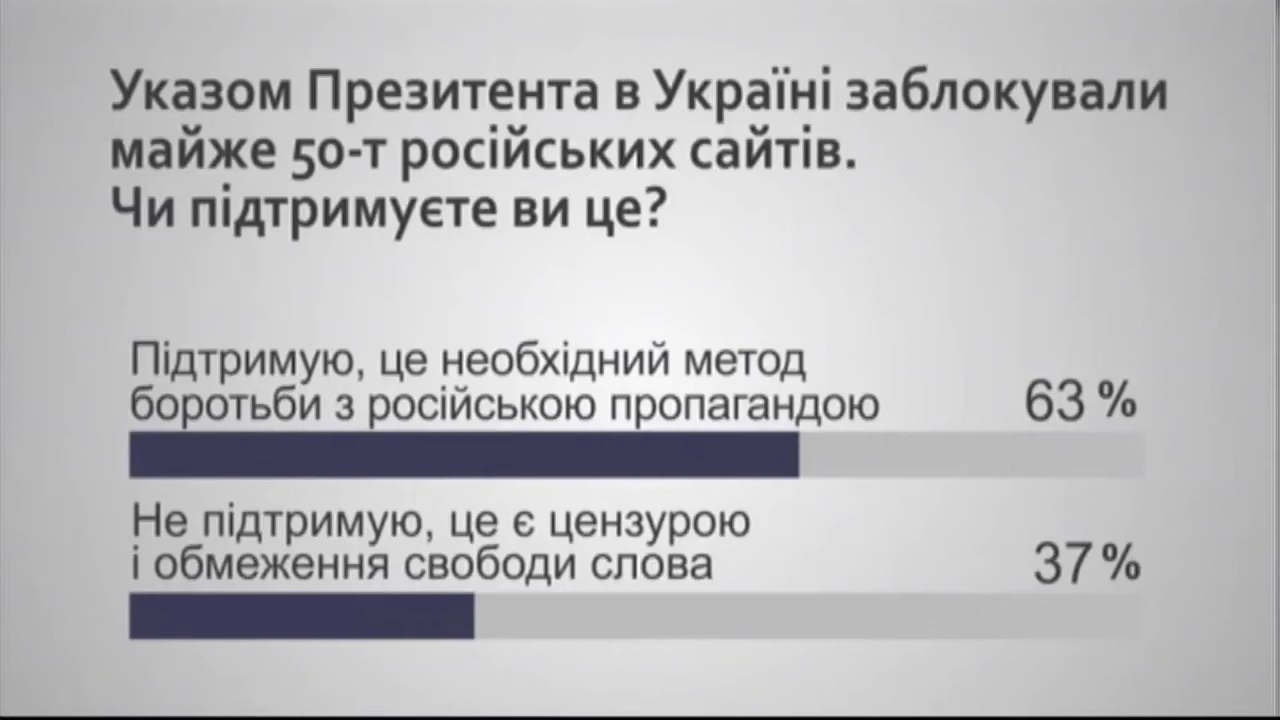 Указом Презитента в Україні заблокували
майже 50-т російських сайтів.
Чи підтримуєте ви це?
Підтримую, це необхідний метод
боротьби з російською пропагандою
63 %
Не підтримую, це є цензурою
і обмеження свободи слова
37 %